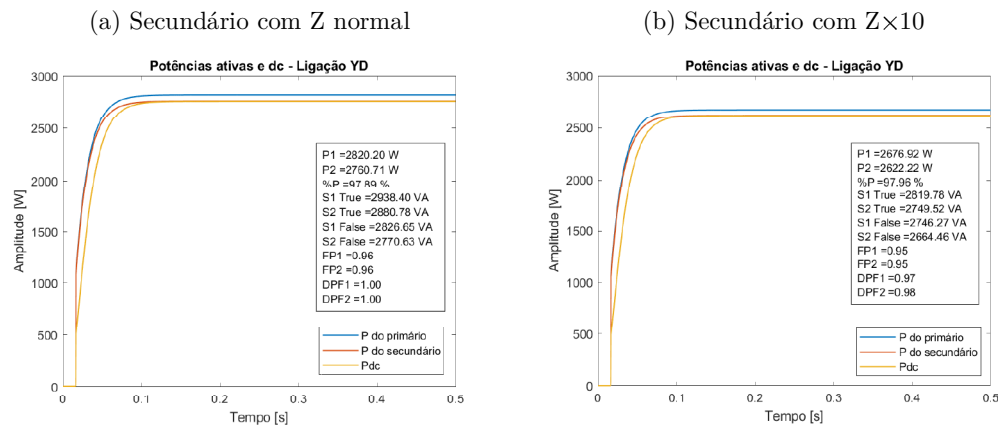 (a) Secundário com Z normal
Potências ativas e dc - Ligação YD
Amplitude [W]
3000
2500
2000
1500
1000
500
0
P1 =2820.20 W
P2 =2760.71 W
%P =97.89 %
S1 True =2938.40 VA
S2 True =2880.78 VA
S1 False =2826.65 VA
S2 False =2770.63 VA
FP1 =0.96
FP2 =0.96
DPF1 =1.00
DPF2 =1.00
P do primário
P do secundário
Pdc
0 0.1 0.2 0.3 0.4 0.5
Tempo [s]
(b) Secundário com Z×10
Potências ativas e dc - Ligação YD
Amplitude [W]
3000
2500
2000
1500
1000
500
0
P1 =2676.92 W
P2 =2622.22 W
%P =97.96 %
S1 True =2819.78 VA
S2 True =2749.52 VA
S1 False =2746.27 VA
S2 False =2664.46 VA
FP1 =0.95
FP2 =0.95
DPF1 =0.97
DPF2 =0.98
P do primário
P do secundário
Pdc
0 0.1 0.2 0.3 0.4 0.5
Tempo [s]